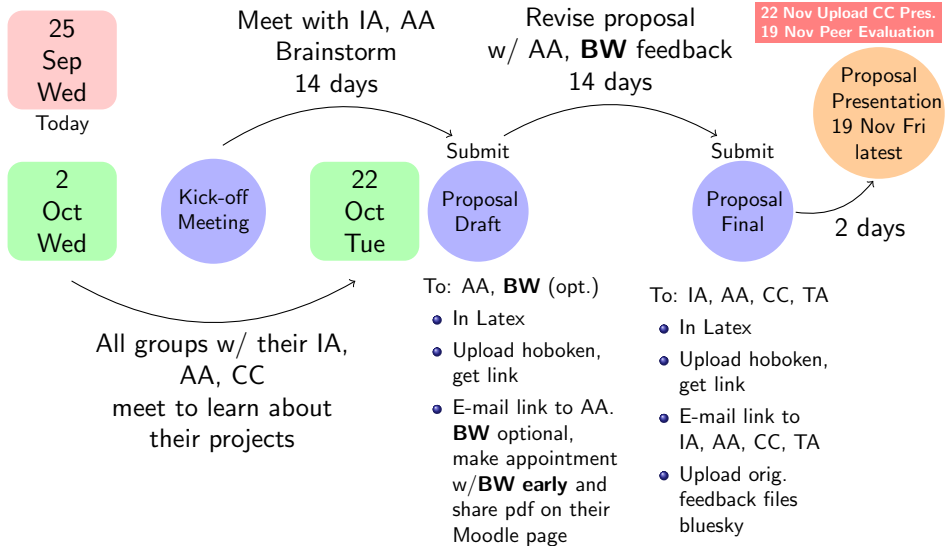 25
Sep
Wed
Today
Meet with IA, AA
Brainstorm
14 days
Revise proposal
w/ AA, BW feedback
14 days
22 Nov Upload CC Pres.
19 Nov Peer Evaluation
Proposal
Presentation
19 Nov Fri
latest
2
Oct
Wed
Kick-off
Meeting
22
Oct
Tue
Submit
Proposal
Draft
Submit
Proposal
Final
2 days
All groups w/ their IA,
AA, CC
meet to learn about
their projects
To: AA, BW (opt.)
In Latex
Upload hoboken,
get link
E-mail link to AA.
BW optional,
make appointment
w/BW early and
share pdf on their
Moodle page
To: IA, AA, CC, TA
In Latex
Upload hoboken,
get link
E-mail link to
IA, AA, CC, TA
Upload orig.
feedback files
bluesky